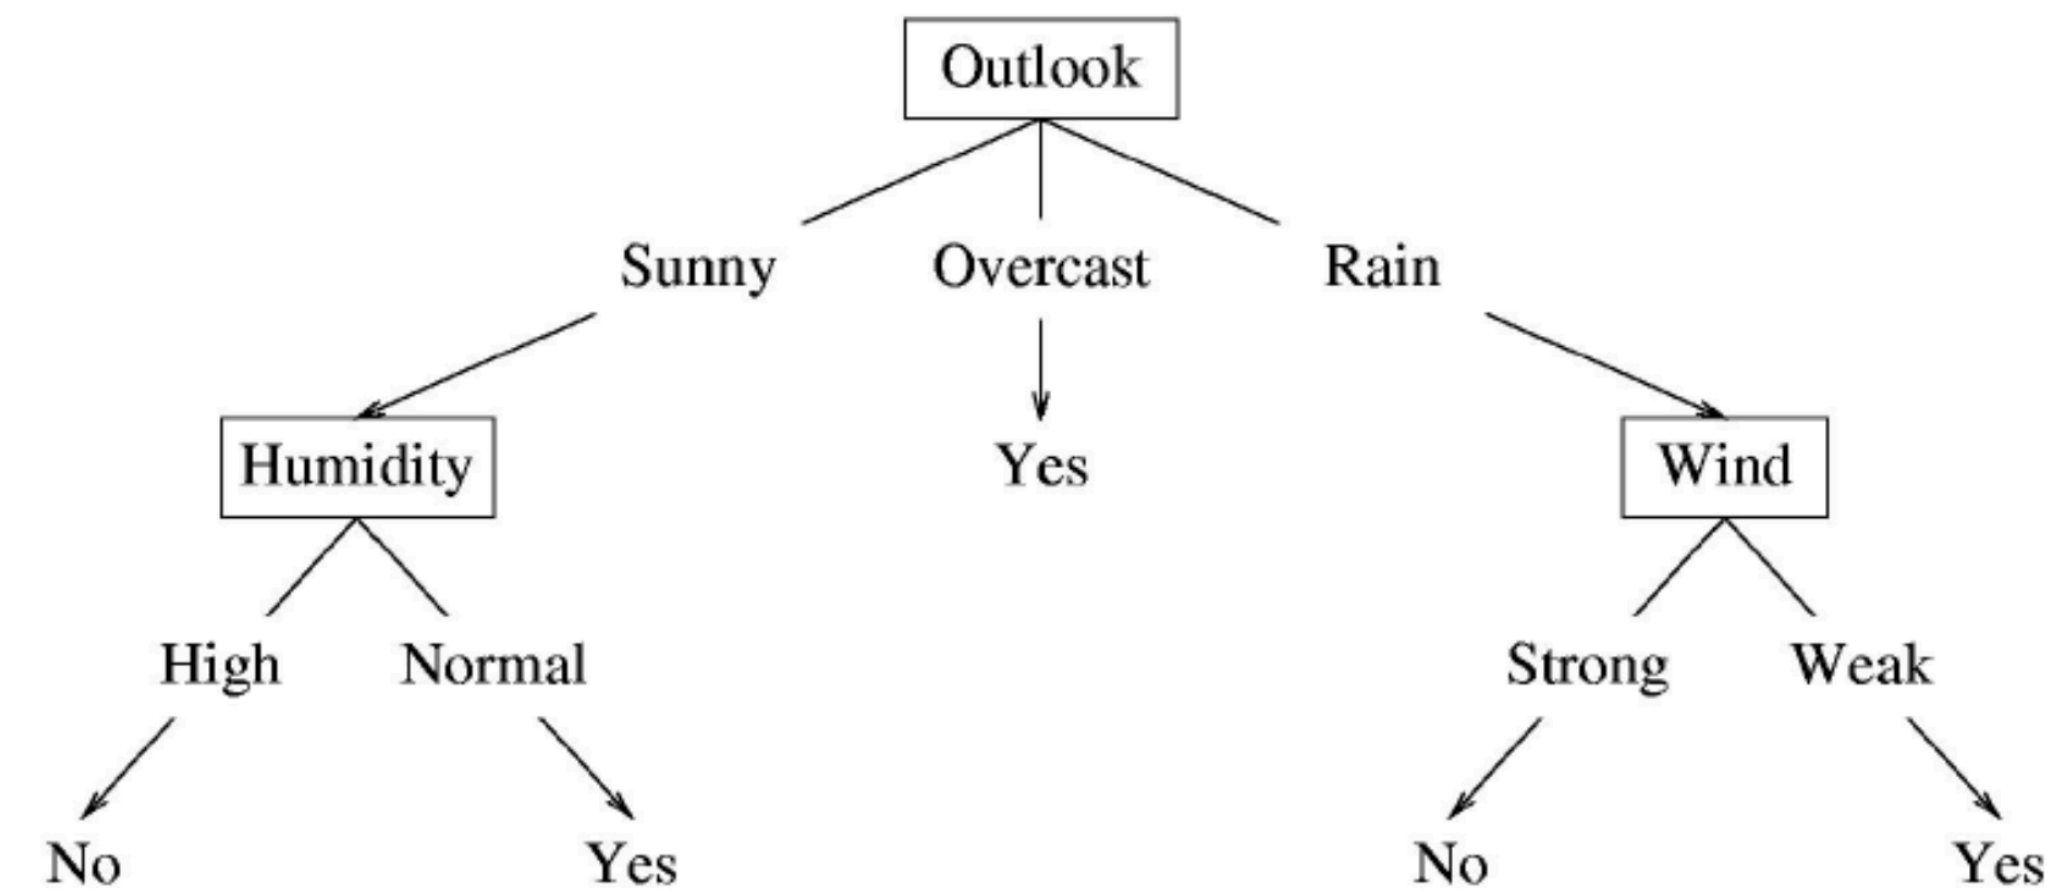 Outlook
Sunny Overcast Rain
Humidity Yes Wind
High Normal Strong Weak
No Yes No Yes